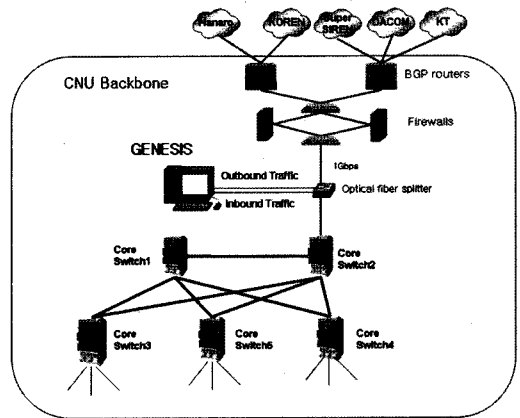 Hanaro
KOREN
Super
SIREN
DACOM
KT
CNU Backbone
BGP routers
Firewalls
GENESIS
1Gbps
Outbound Traffic
Optical fiber splitter
Inbound Traffic
Core
Switch1
Core
Switch2
Core
Switch3
Core
Switch5
Core
Switch4